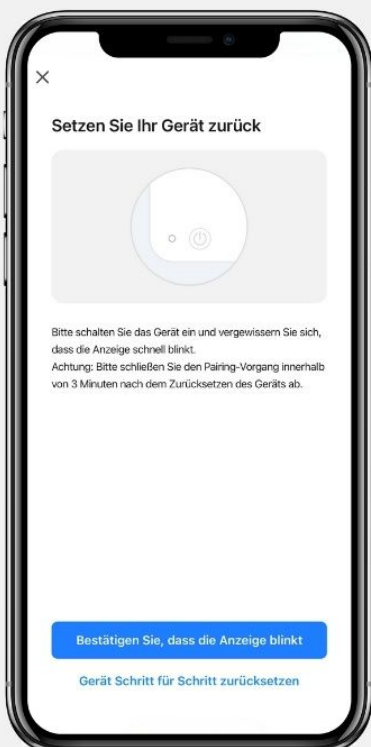 Setzen Sie Ihr Gerät zurück
Bitte schalten Sie das Gerät ein und vergewissern Sie sich,
dass die Anzeige schnell blinkt.
Achtung: Bitte schließen Sie den Pairing-Vorgang innerhalb
von 3 Minuten nach dem Zurücksetzen des Geräts ab.
Bestätigen Sie, dass die Anzeige blinkt
Gerät Schritt für Schritt zurücksetzen